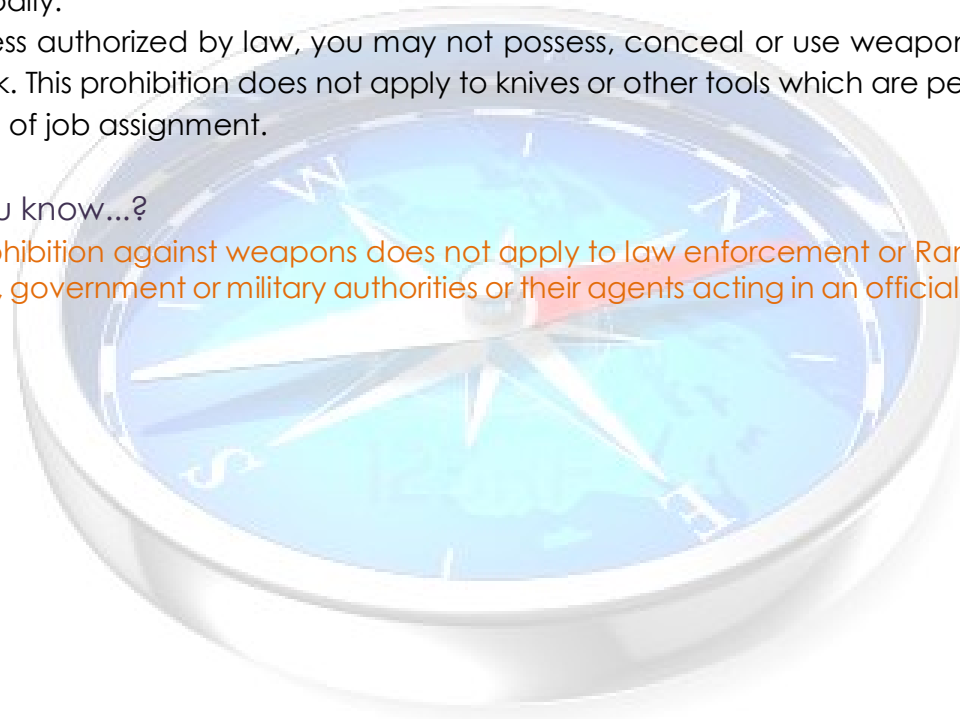 bally.
ess authorized by law, you may not possess, conceal or use weapon
k. This prohibition does not apply to knives or other tools which are pe
of job assignment.
u know...?
ohibition against weapons does not apply to law enforcement or Ran
, government or military authorities or their agents acting in an official
W
N
S
E